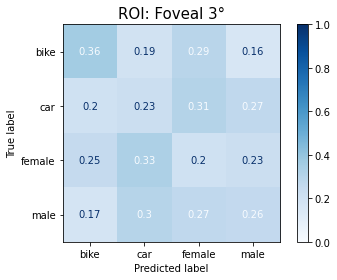 ROI: Foveal 3°
1.0
bike 0.36 0.19 0.29 0.16
0.8
car 0.2 0.23 0.31 0.27
0.6
True label
0.4
female 0.25 0.33 0.2 0.23
0.2
male 0.17 0.3 0.27 0.26
0.0
bike car female male
Predicted label